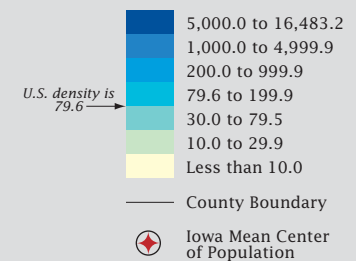 5,000.0 to 16,483.2
1,000.0 to 4,999.9
200.0 to 999.9
U.S. density is
79.6
79.6 to 199.9
30.0 to 79.5
10.0 to 29.9
Less than 10.0
County Boundary
Iowa Mean Center
of Population